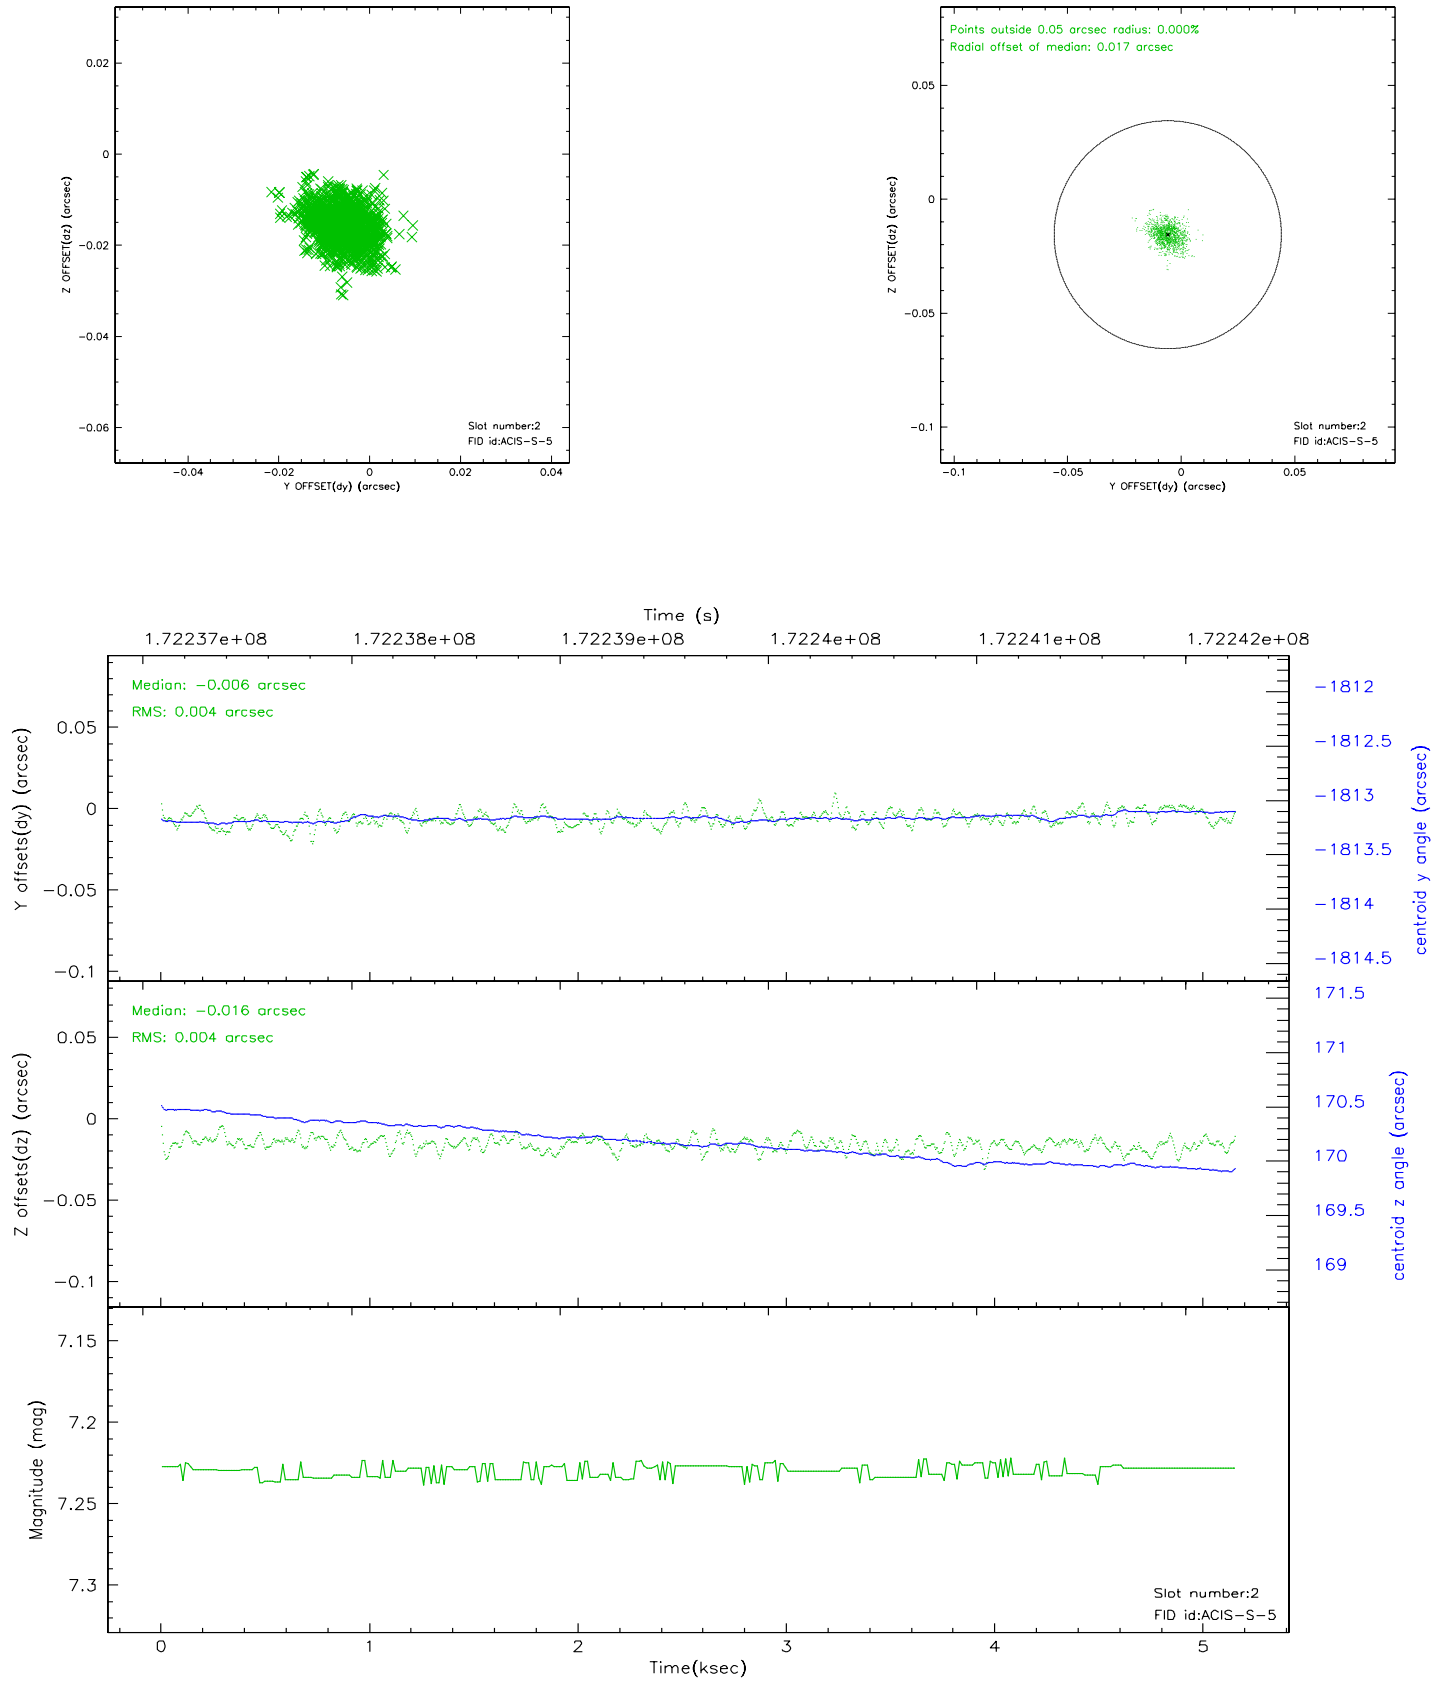 0.02
0
-0.02
-0.04
-0.06
Z OFFSET(dz) (arcsec)
Slot number:2
FID id:ACIS-S-5
-0.04
-0.02
0
0.02
0.04
Y OFFSET(dy) (arcsec)
Points outside 0.05 arcsec radius: 0.000%
Radial offset of median: 0.017 arcsec
0.05
0
-0.05
-0.1
Z OFFSET(dz) (arcsec)
Slot number:2
FID id:ACIS-S-5
-0.1
-0.05
0
0.05
Y OFFSET(dy) (arcsec)
Time (s)
1.72237e+08
1.72238e+08
1.72239e+08
1.7224e+08
1.72241e+08
1.72242e+08
Median: -0.006 arcsec
RMS: 0.004 arcsec
0.05
0
-0.05
-0.1
Y offsets(dy) (arcsec)
-1812
-1812.5
-1813
-1813.5
-1814
-1814.5
centroid y angle (arcsec)
Median: -0.016 arcsec
RMS: 0.004 arcsec
0.05
0
-0.05
-0.1
Z offsets(dz) (arcsec)
171.5
171
170.5
170
169.5
169
centroid z angle (arcsec)
7.15
7.2
7.25
7.3
Magnitude (mag)
Slot number:2
FID id:ACIS-S-5
0
1
2
3
4
5
Time(ksec)